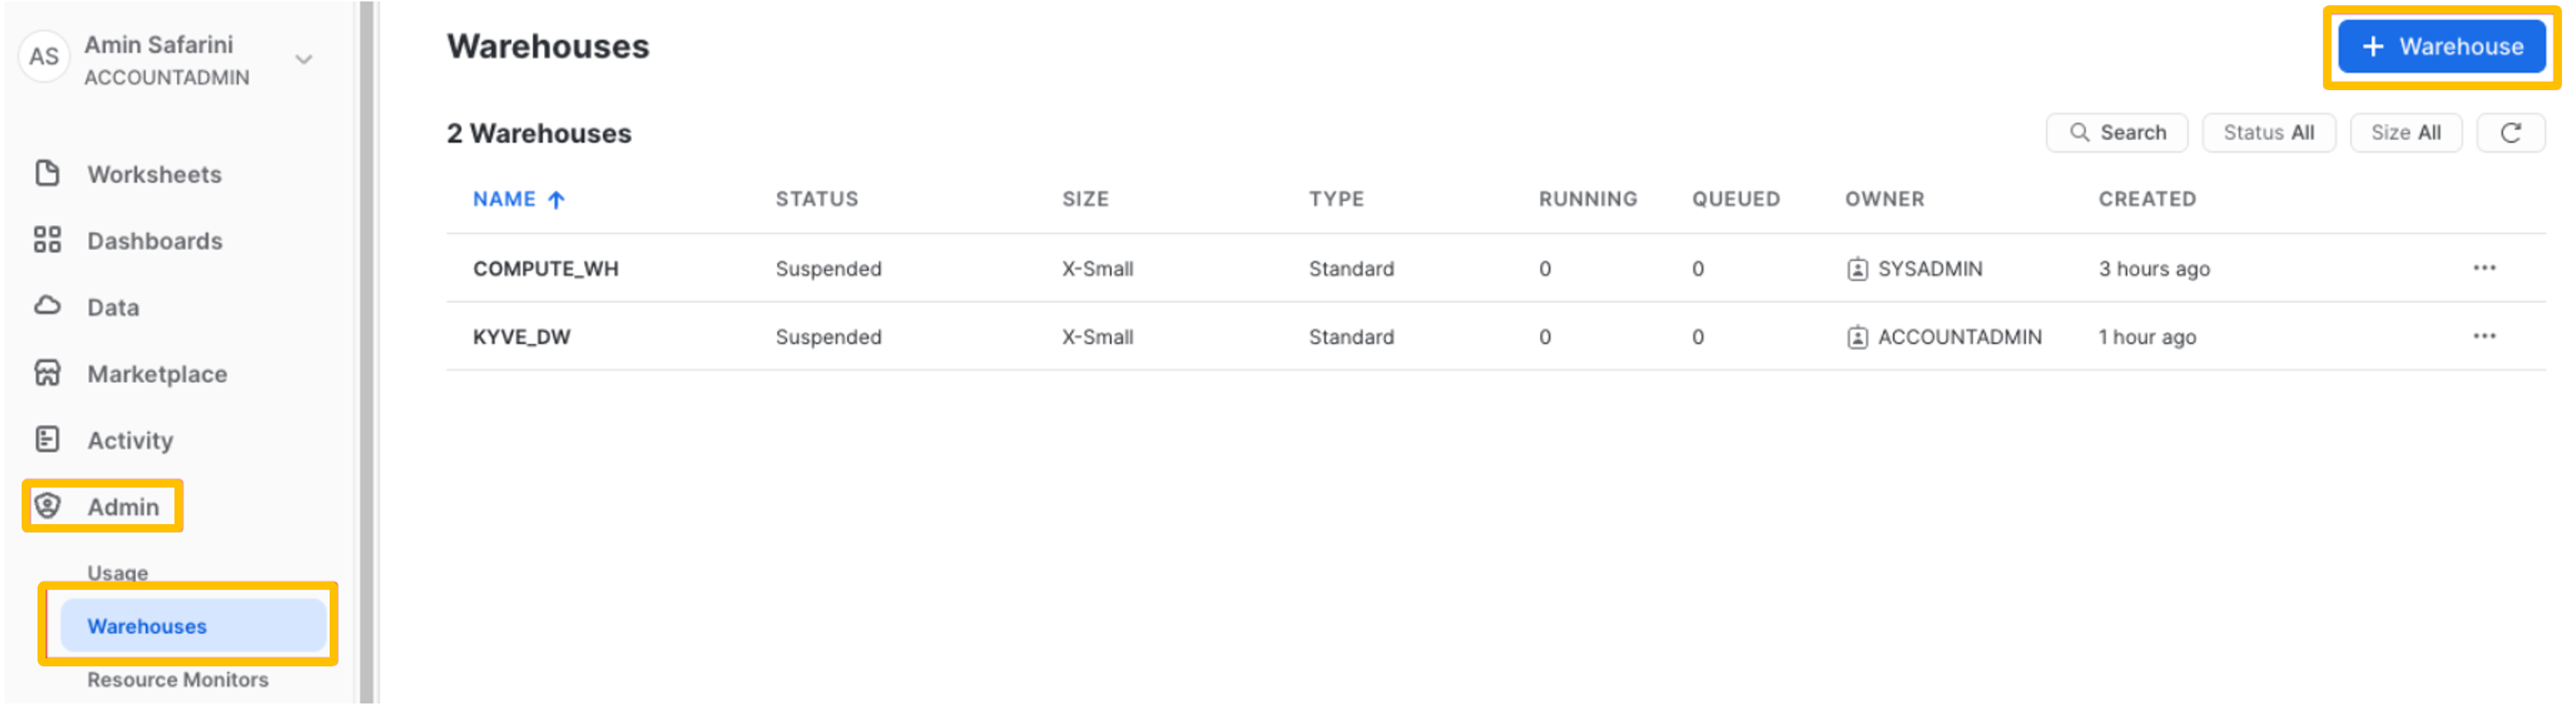 AS
Amin Safarini
ACCOUNTADMIN
Worksheets
Dashboards
Data
Marketplace
Activity
Admin
Usage
Warehouses
Resource Monitors
Warehouses
+ Warehouse
2 Warehouses
Search Status All Size All
NAME STATUS SIZE TYPE RUNNING QUEUED OWNER CREATED
COMPUTE_WH Suspended X-Small Standard 0 0 SYSADMIN 3 hours ago
KYVE_DW Suspended X-Small Standard 0 0 ACCOUNTADMIN 1 hour ago